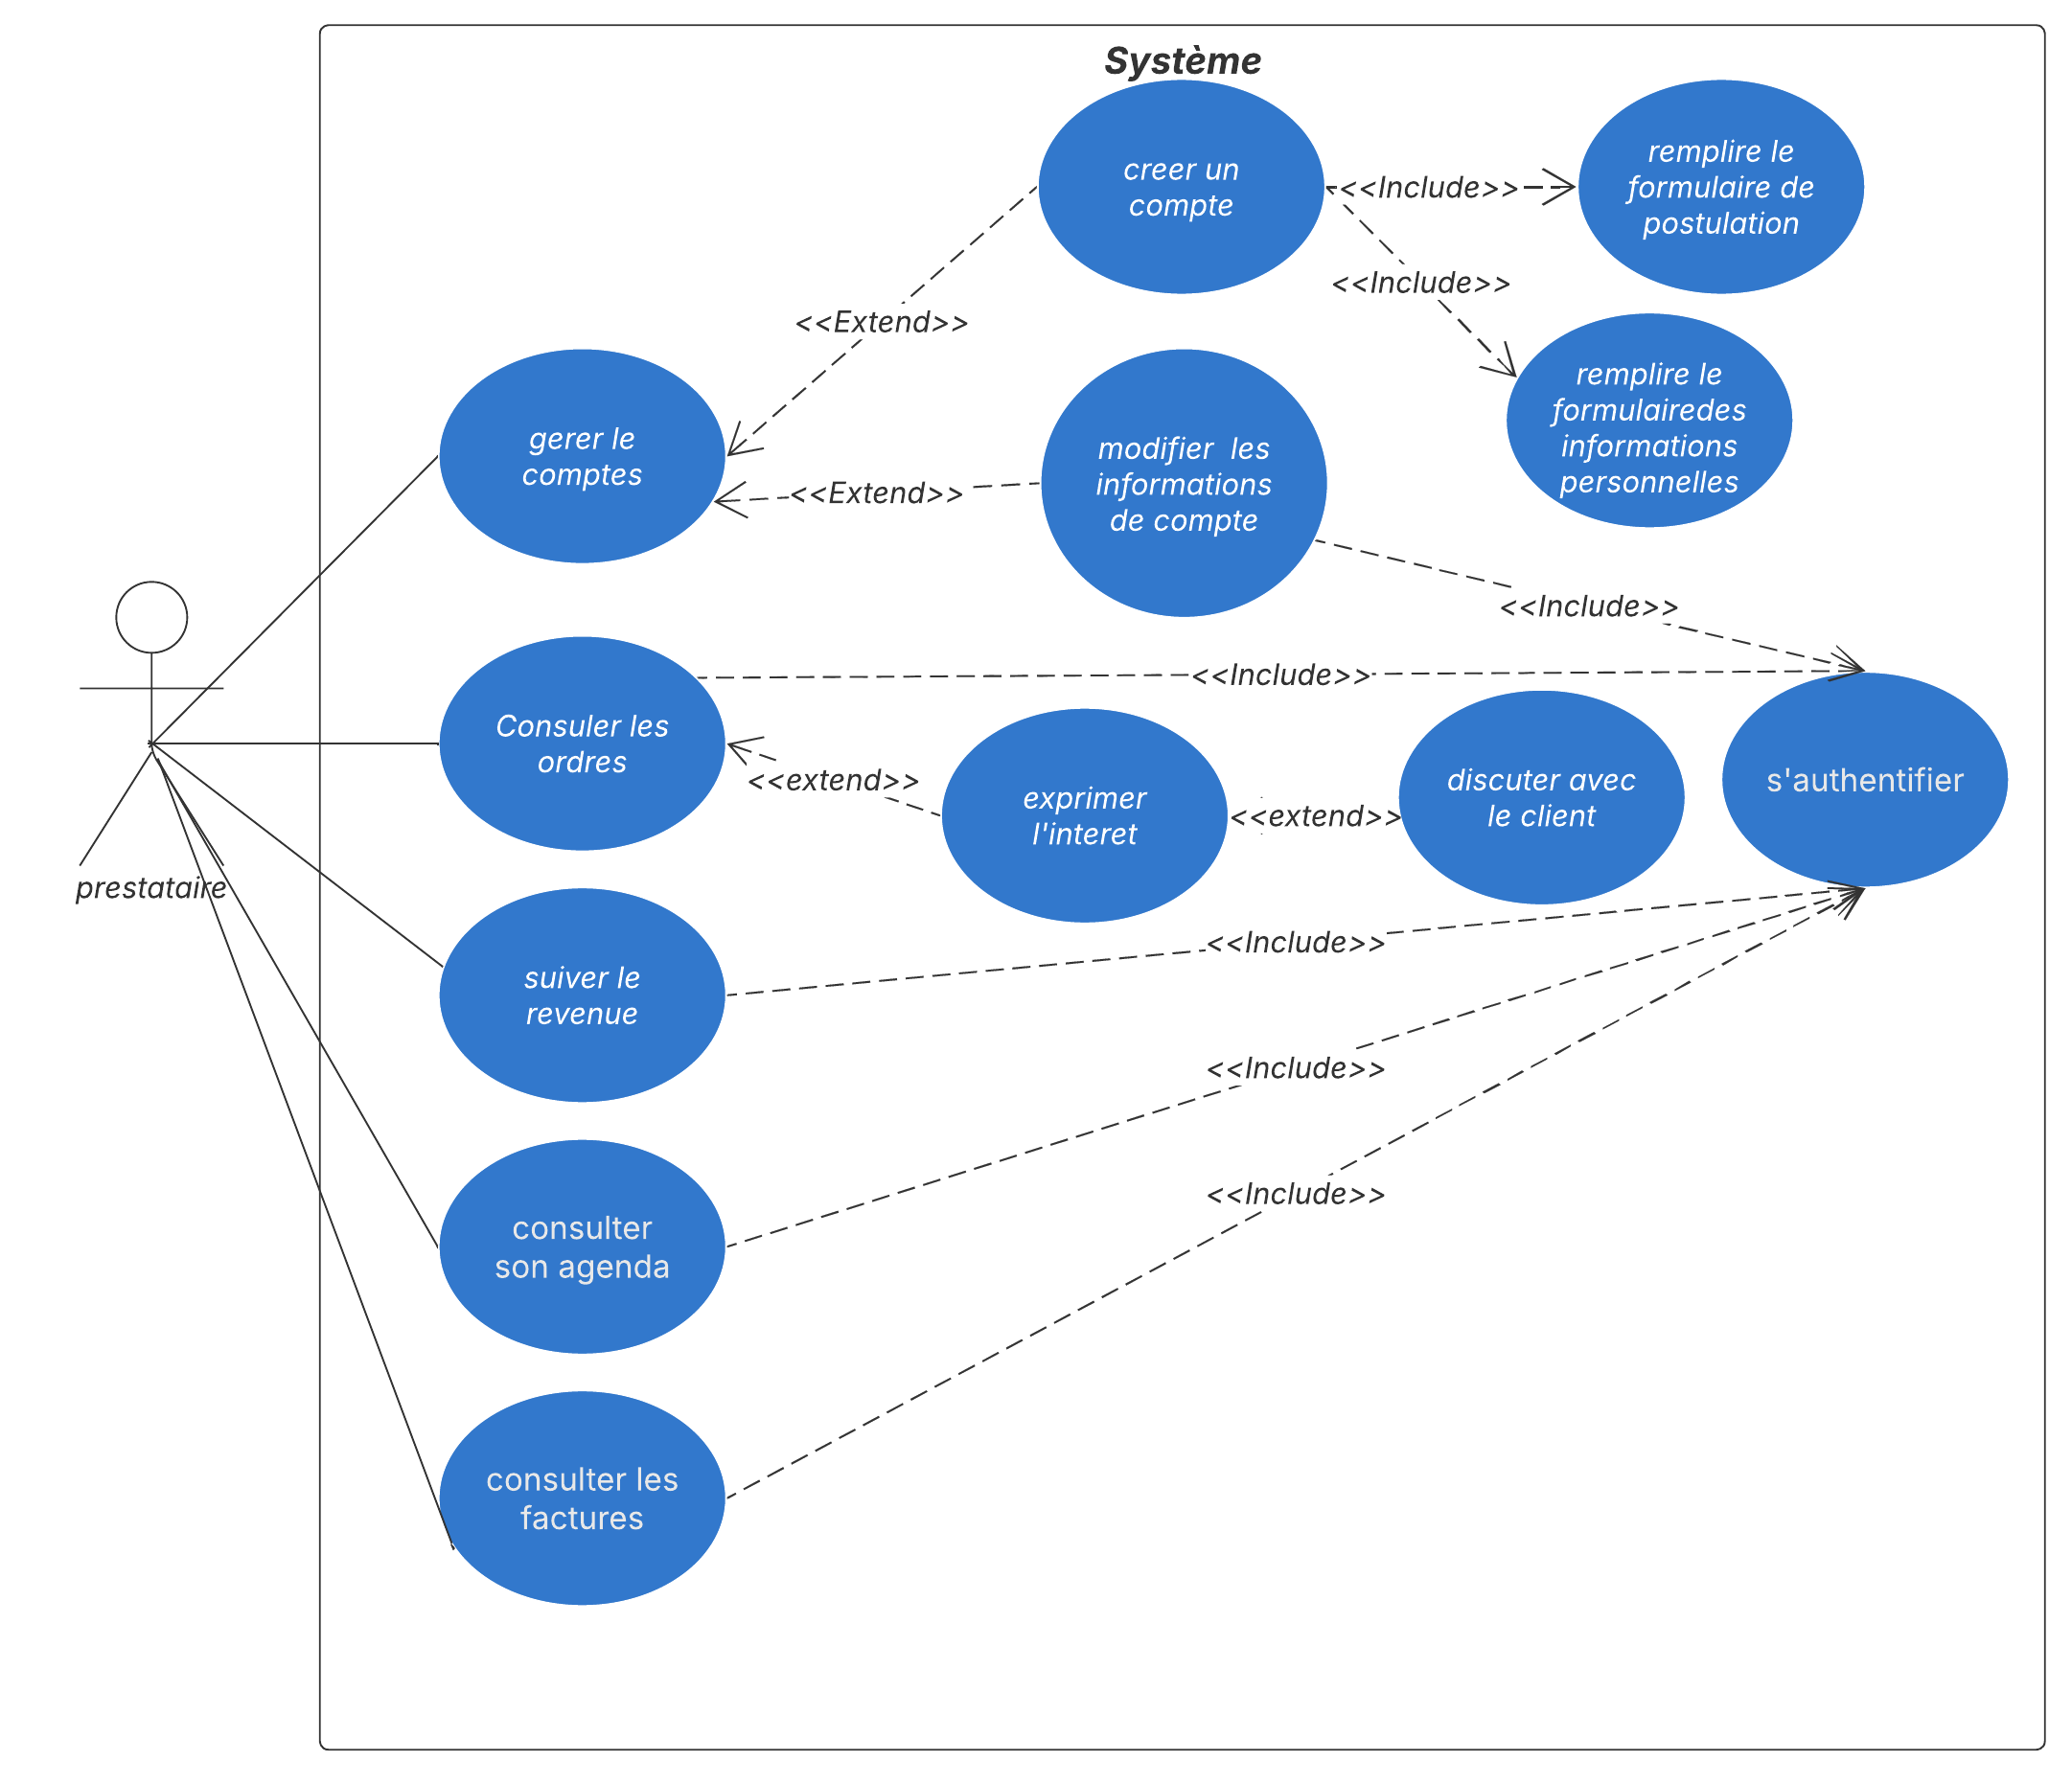 Système
creer un
compte
<<Include>>
remplire le
formulaire de
postulation
<<Include>>
<<Extend>>
gerer le
comptes
<<Extend>>
modifier  les
informations
de compte
remplire le
formulairedes
informations
personnelles
<<Include>>
prestataire
Consuler les
ordres
<<Include>>
<<extend>>
exprimer
l'interet
<<extend>>
discuter avec
le client
s'authentifier
suiver le
revenue
<<Include>>
<<Include>>
consulter
son agenda
<<Include>>
consulter les
factures